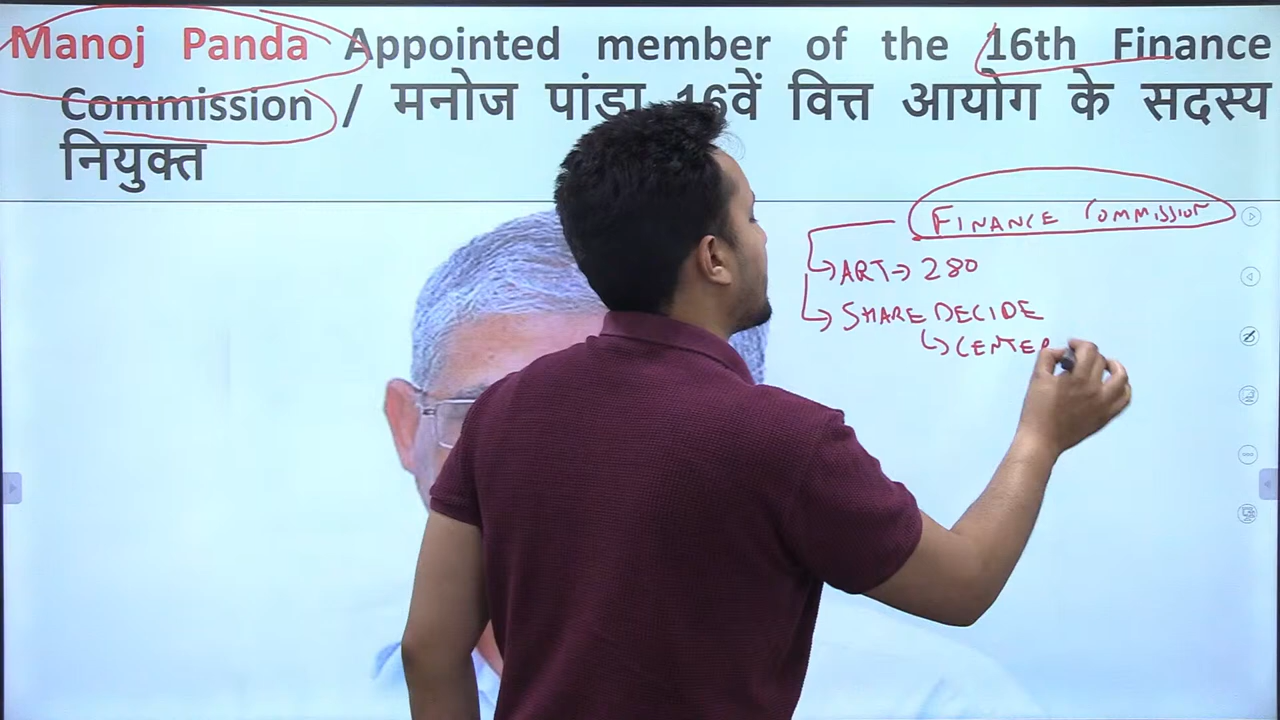 Manoj Panda Appointed member of the 16th Finance
Commission / मनोज पांडा 16वें वित्त आयोग के सदस्य
नियुक्त
FINANCE COMMISSION
→ ART → 280
→ SHARE DECIDE
↳ CENTER